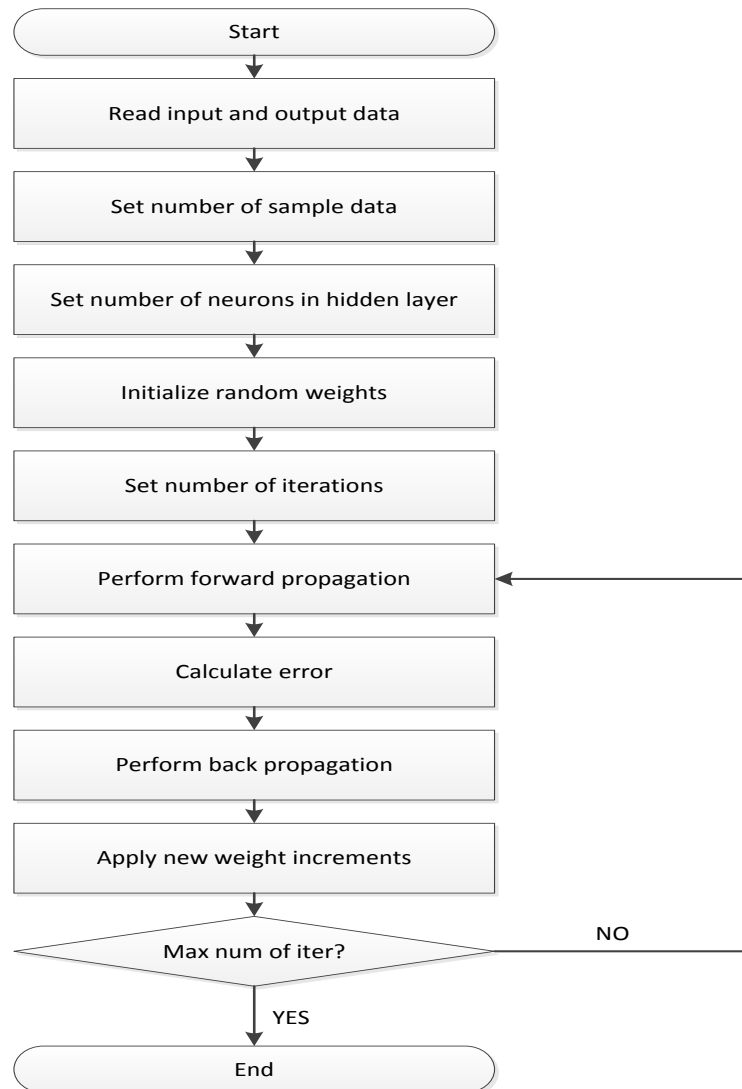 Start
Read input and output data
Set number of sample data
Set number of neurons in hidden layer
Initialize random weights
Set number of iterations
Perform forward propagation
Calculate error
Perform back propagation
Apply new weight increments
Max num of iter?
NO
YES
End